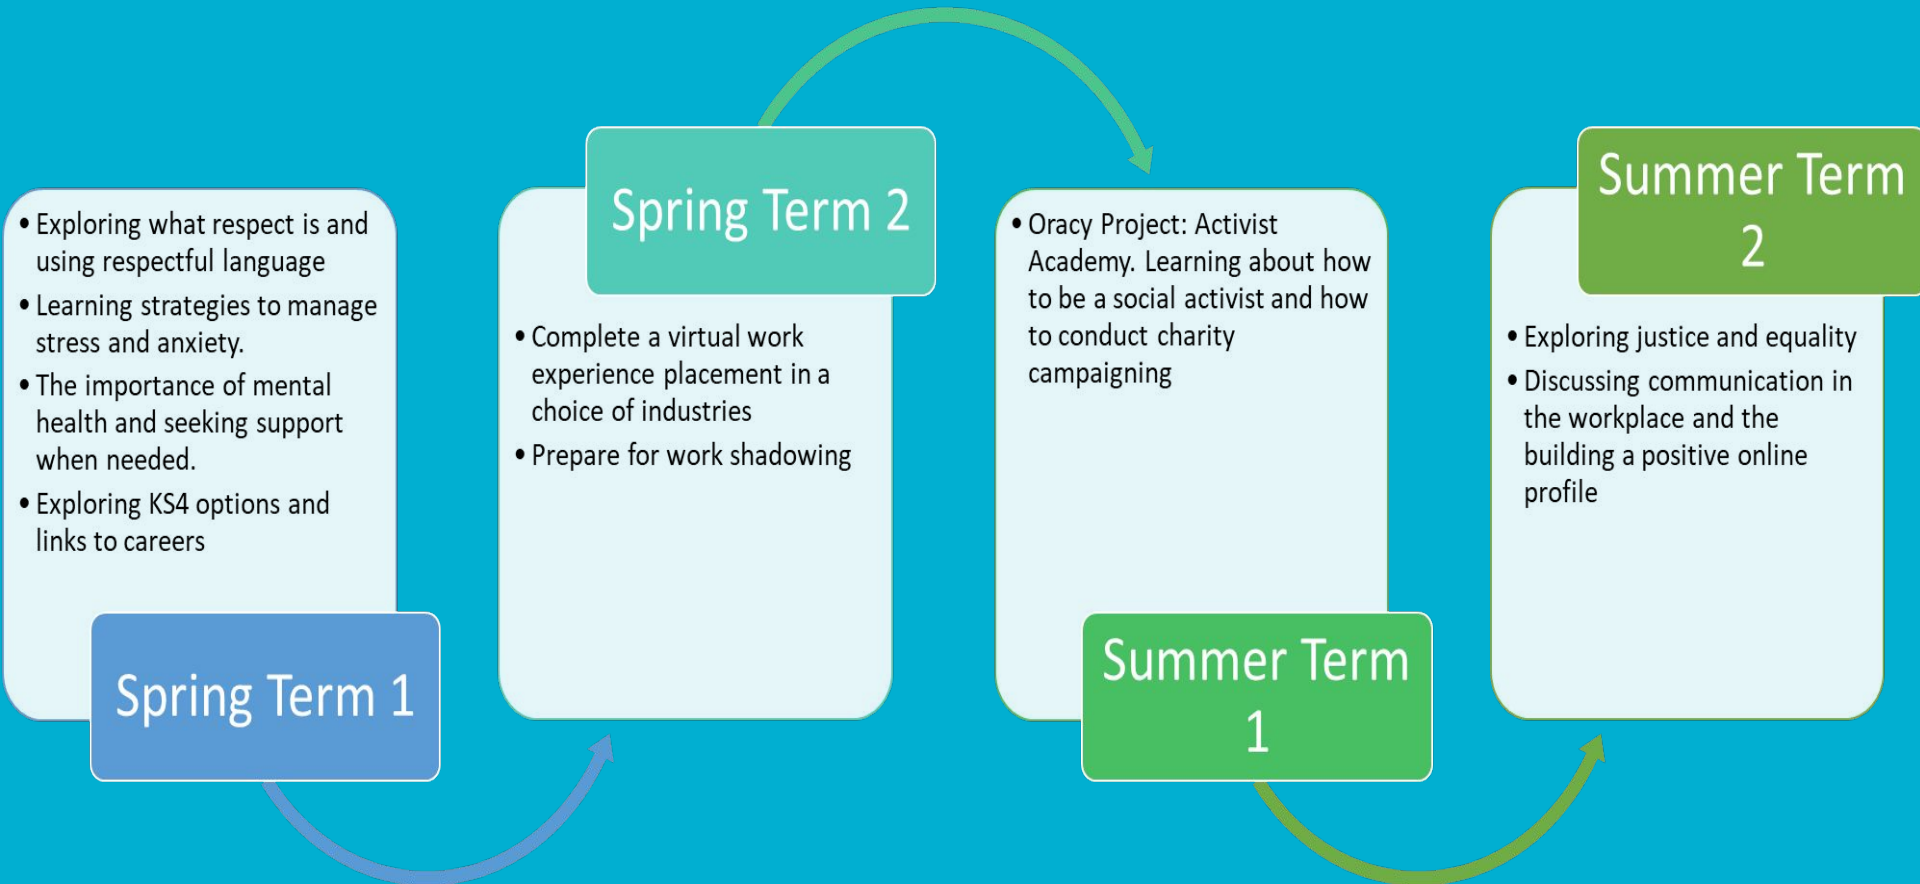 • Exploring what respect is and
using respectful language
• Learning strategies to manage
stress and anxiety.
• The importance of mental
health and seeking support
when needed.
• Exploring KS4 options and
links to careers
Spring Term 1
Spring Term 2
• Complete a virtual work
experience placement in a
choice of industries
• Prepare for work shadowing
• Oracy Project: Activist
Academy. Learning about how
to be a social activist and how
to conduct charity
campaigning
Summer Term
1
Summer Term
2
• Exploring justice and equality
• Discussing communication in
the workplace and the
building a positive online
profile